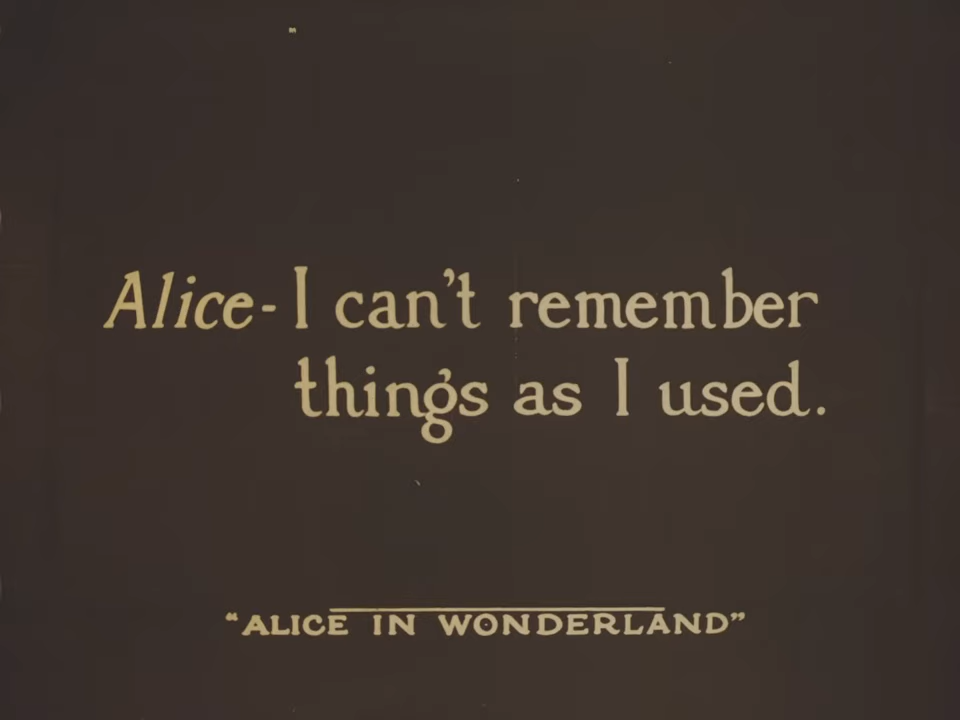 Alice- I can't remember
things as I used.
"ALICE IN WONDERLAND"